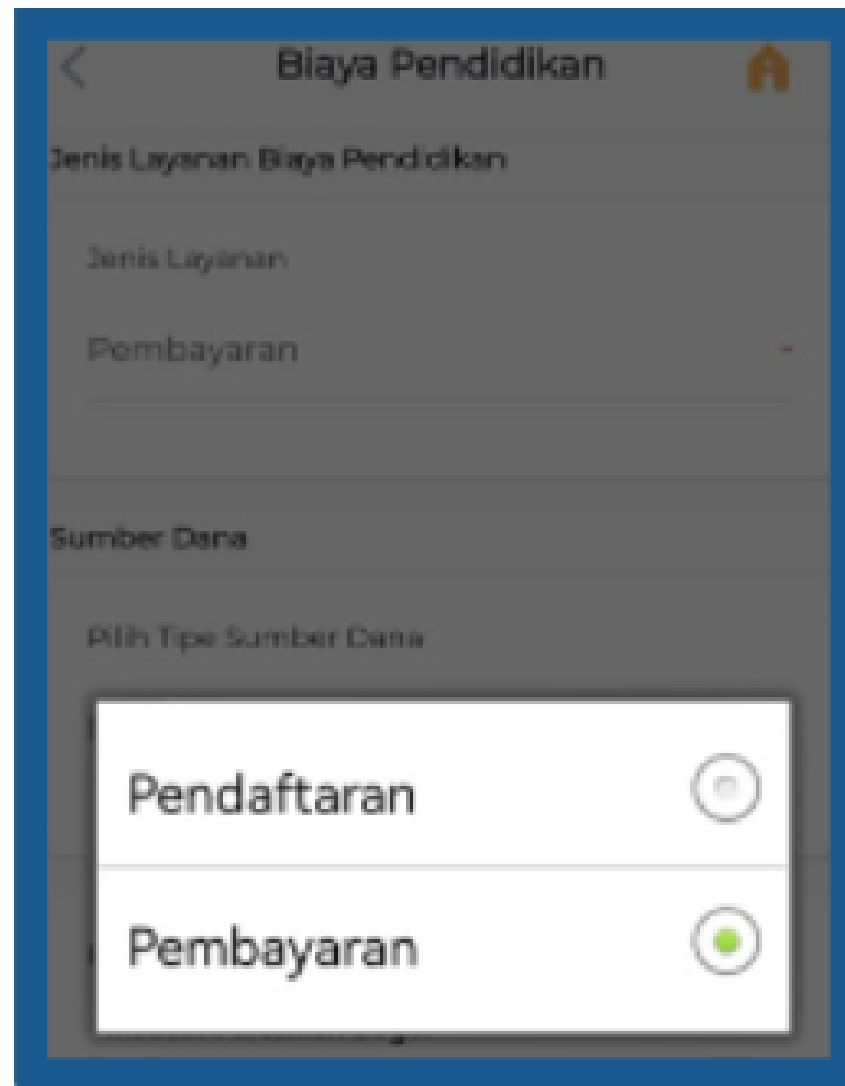 Biaya Pendidikan
Jenis Layanan Biaya Pendidikan
Jenis Layanan
Pembayaran
Sumber Dana
Pilih Tipe Sumber Dana
Pendaftaran
Pembayaran